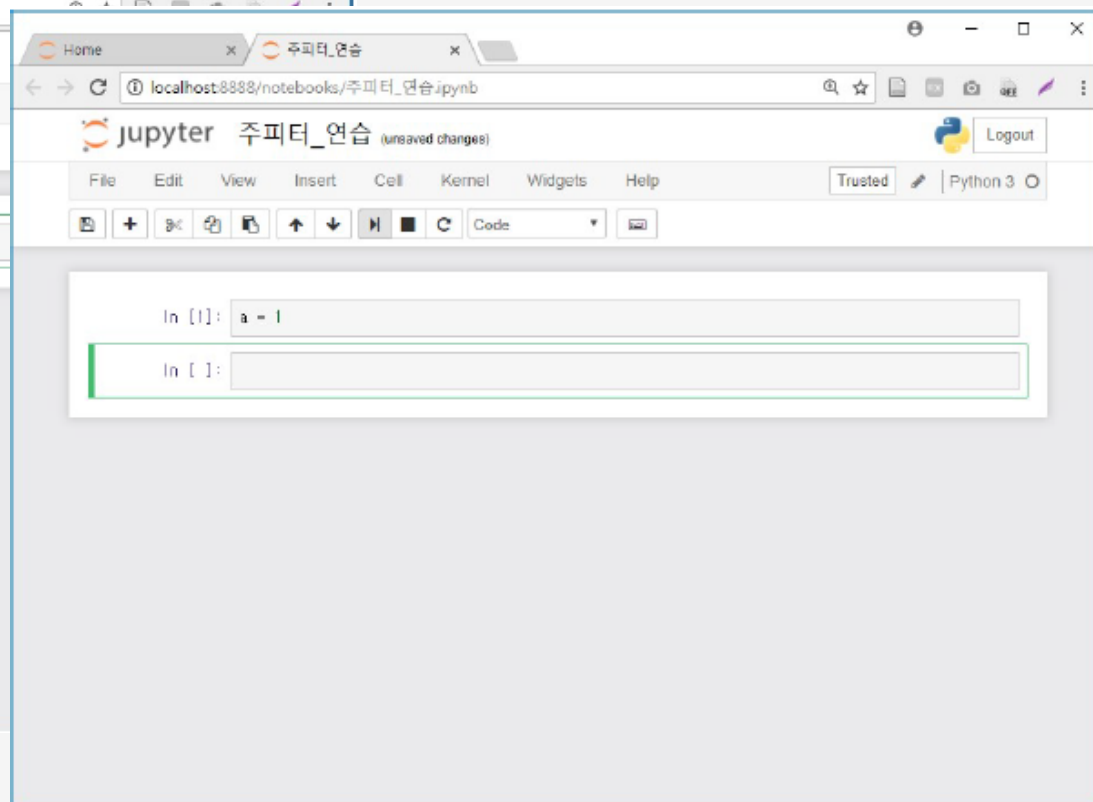 Home
주피터_연습
localhost:8888/notebooks/주피터_연습.ipynb
jupyter 주피터_연습 (unsaved changes)
Logout
File Edit View Insert Cell Kernel Widgets Help
Trusted
Python 3
Code
In [1]: a = 1
In [ ]: